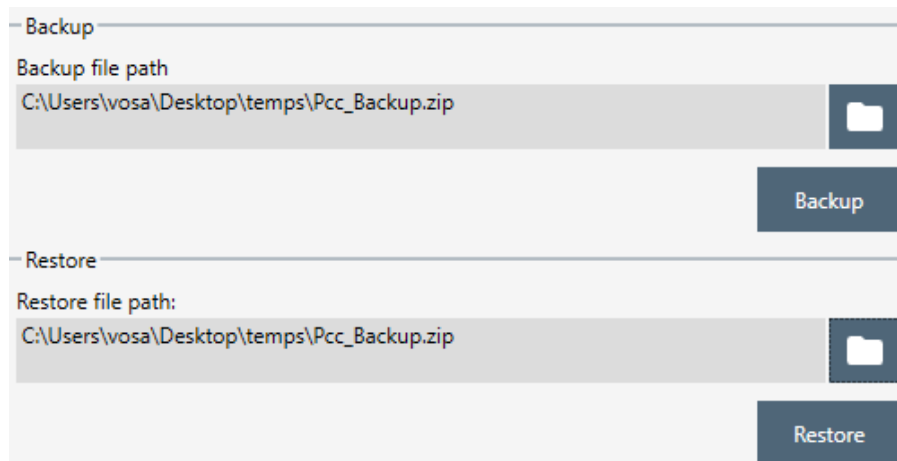 Backup
Backup file path
C:\Users\vosa\Desktop\temps\Pcc_Backup.zip
Backup
Restore
Restore file path:
C:\Users\vosa\Desktop\temps\Pcc_Backup.zip
Restore